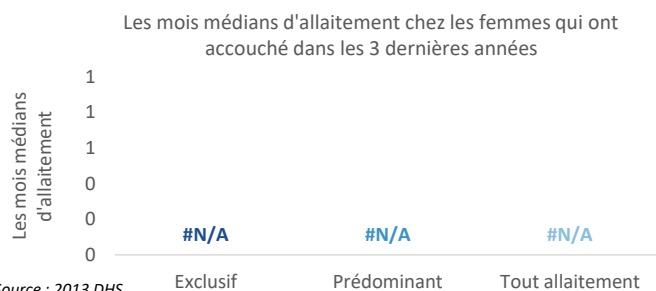 Les mois médians d'allaitement chez les femmes qui ont
accouché dans les 3 dernières années
Les mois médians
d'allaitement
1
1
1
0
0
0
#N/A
#N/A
#N/A
Exclusif
Prédominant
Tout allaitement
Source : 2013 DHS